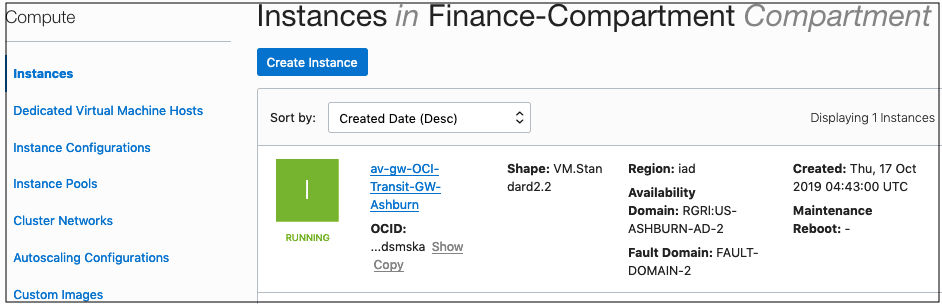 Compute
Instances
Dedicated Virtual Machine Hosts
Instance Configurations
Instance Pools
Cluster Networks
Autoscaling Configurations
Custom Images
Instances in Finance-Compartment Compartment
Create Instance
Sort by:
Created Date (Desc)
Displaying 1 Instances
I
RUNNING
av-gw-OCI-
Transit-GW-
Ashburn
OCID:
...dsmska Show
Copy
Shape: VM.Stan
dard2.2
Region: iad
Availability
Domain: RGRI:US-
ASHBURN-AD-2
Fault Domain: FAULT-
DOMAIN-2
Created: Thu, 17 Oct
2019 04:43:00 UTC
Maintenance
Reboot: -